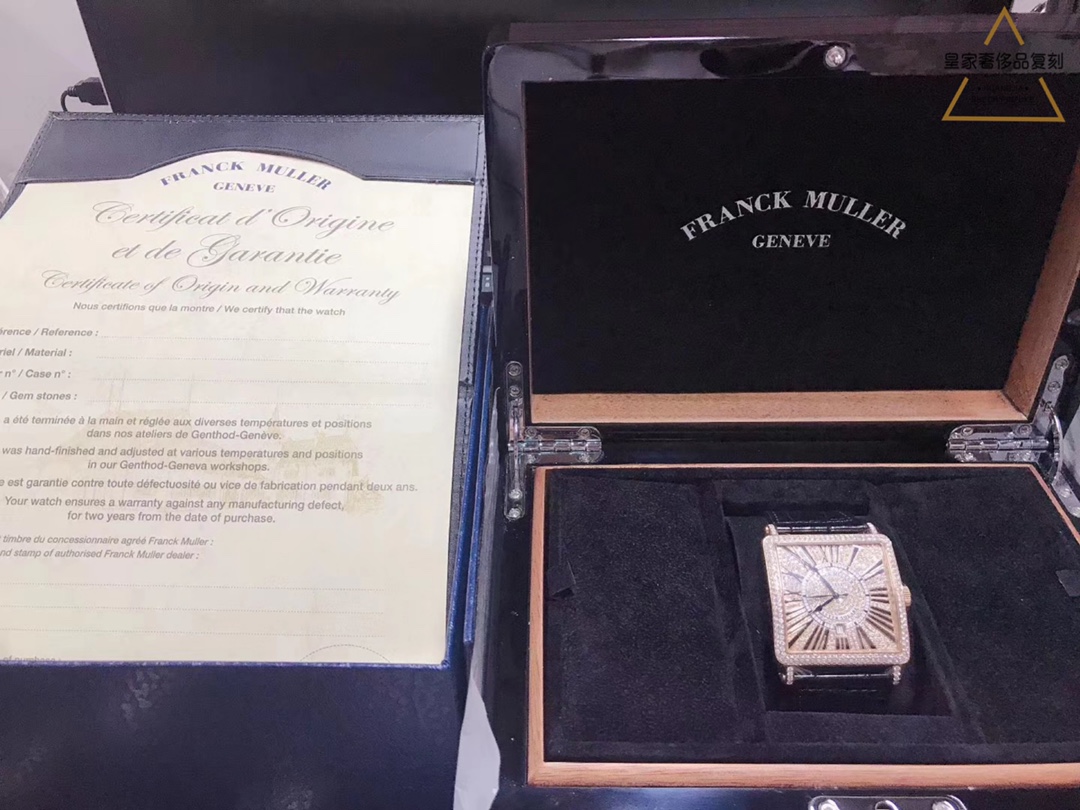 FRANCK MULLER
GENEVE
Certificat d'Origine
et de Garantie
Certificate of Origin and Warranty
Nous certifions que la montre / We certify that the watch
érence / Reference :
riel / Material :
n° / Case n° :
/ Gem stones :
a été terminée à la main et réglée aux diverses températures et positions
dans nos ateliers de Genthod-Genève.
was hand-finished and adjusted at various temperatures and positions
in our Genthod-Geneva workshops.
e est garantie contre toute défectuosité ou vice de fabrication pendant deux ans.
Your watch ensures a warranty against any manufacturing defect,
for two years from the date of purchase.
timbre du concessionnaire agréé Franck Muller :
nd stamp of authorised Franck Muller dealer :
皇家奢侈品复刻
FRANCK MULLER
GENEVE